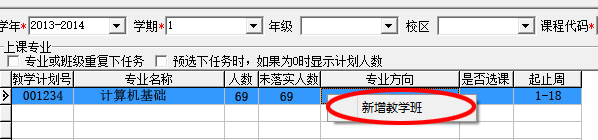 学年* 2013-2014 学期* 1 年级 校区 课程代码*
上课专业
专业或班级重复下任务 预选下任务时，如果为0时显示计划人数
教学计划号 专业名称 人数 未落实人数 专业方向 是否选课 起止周
001234 计算机基础 69 69 1-18
新增教学班